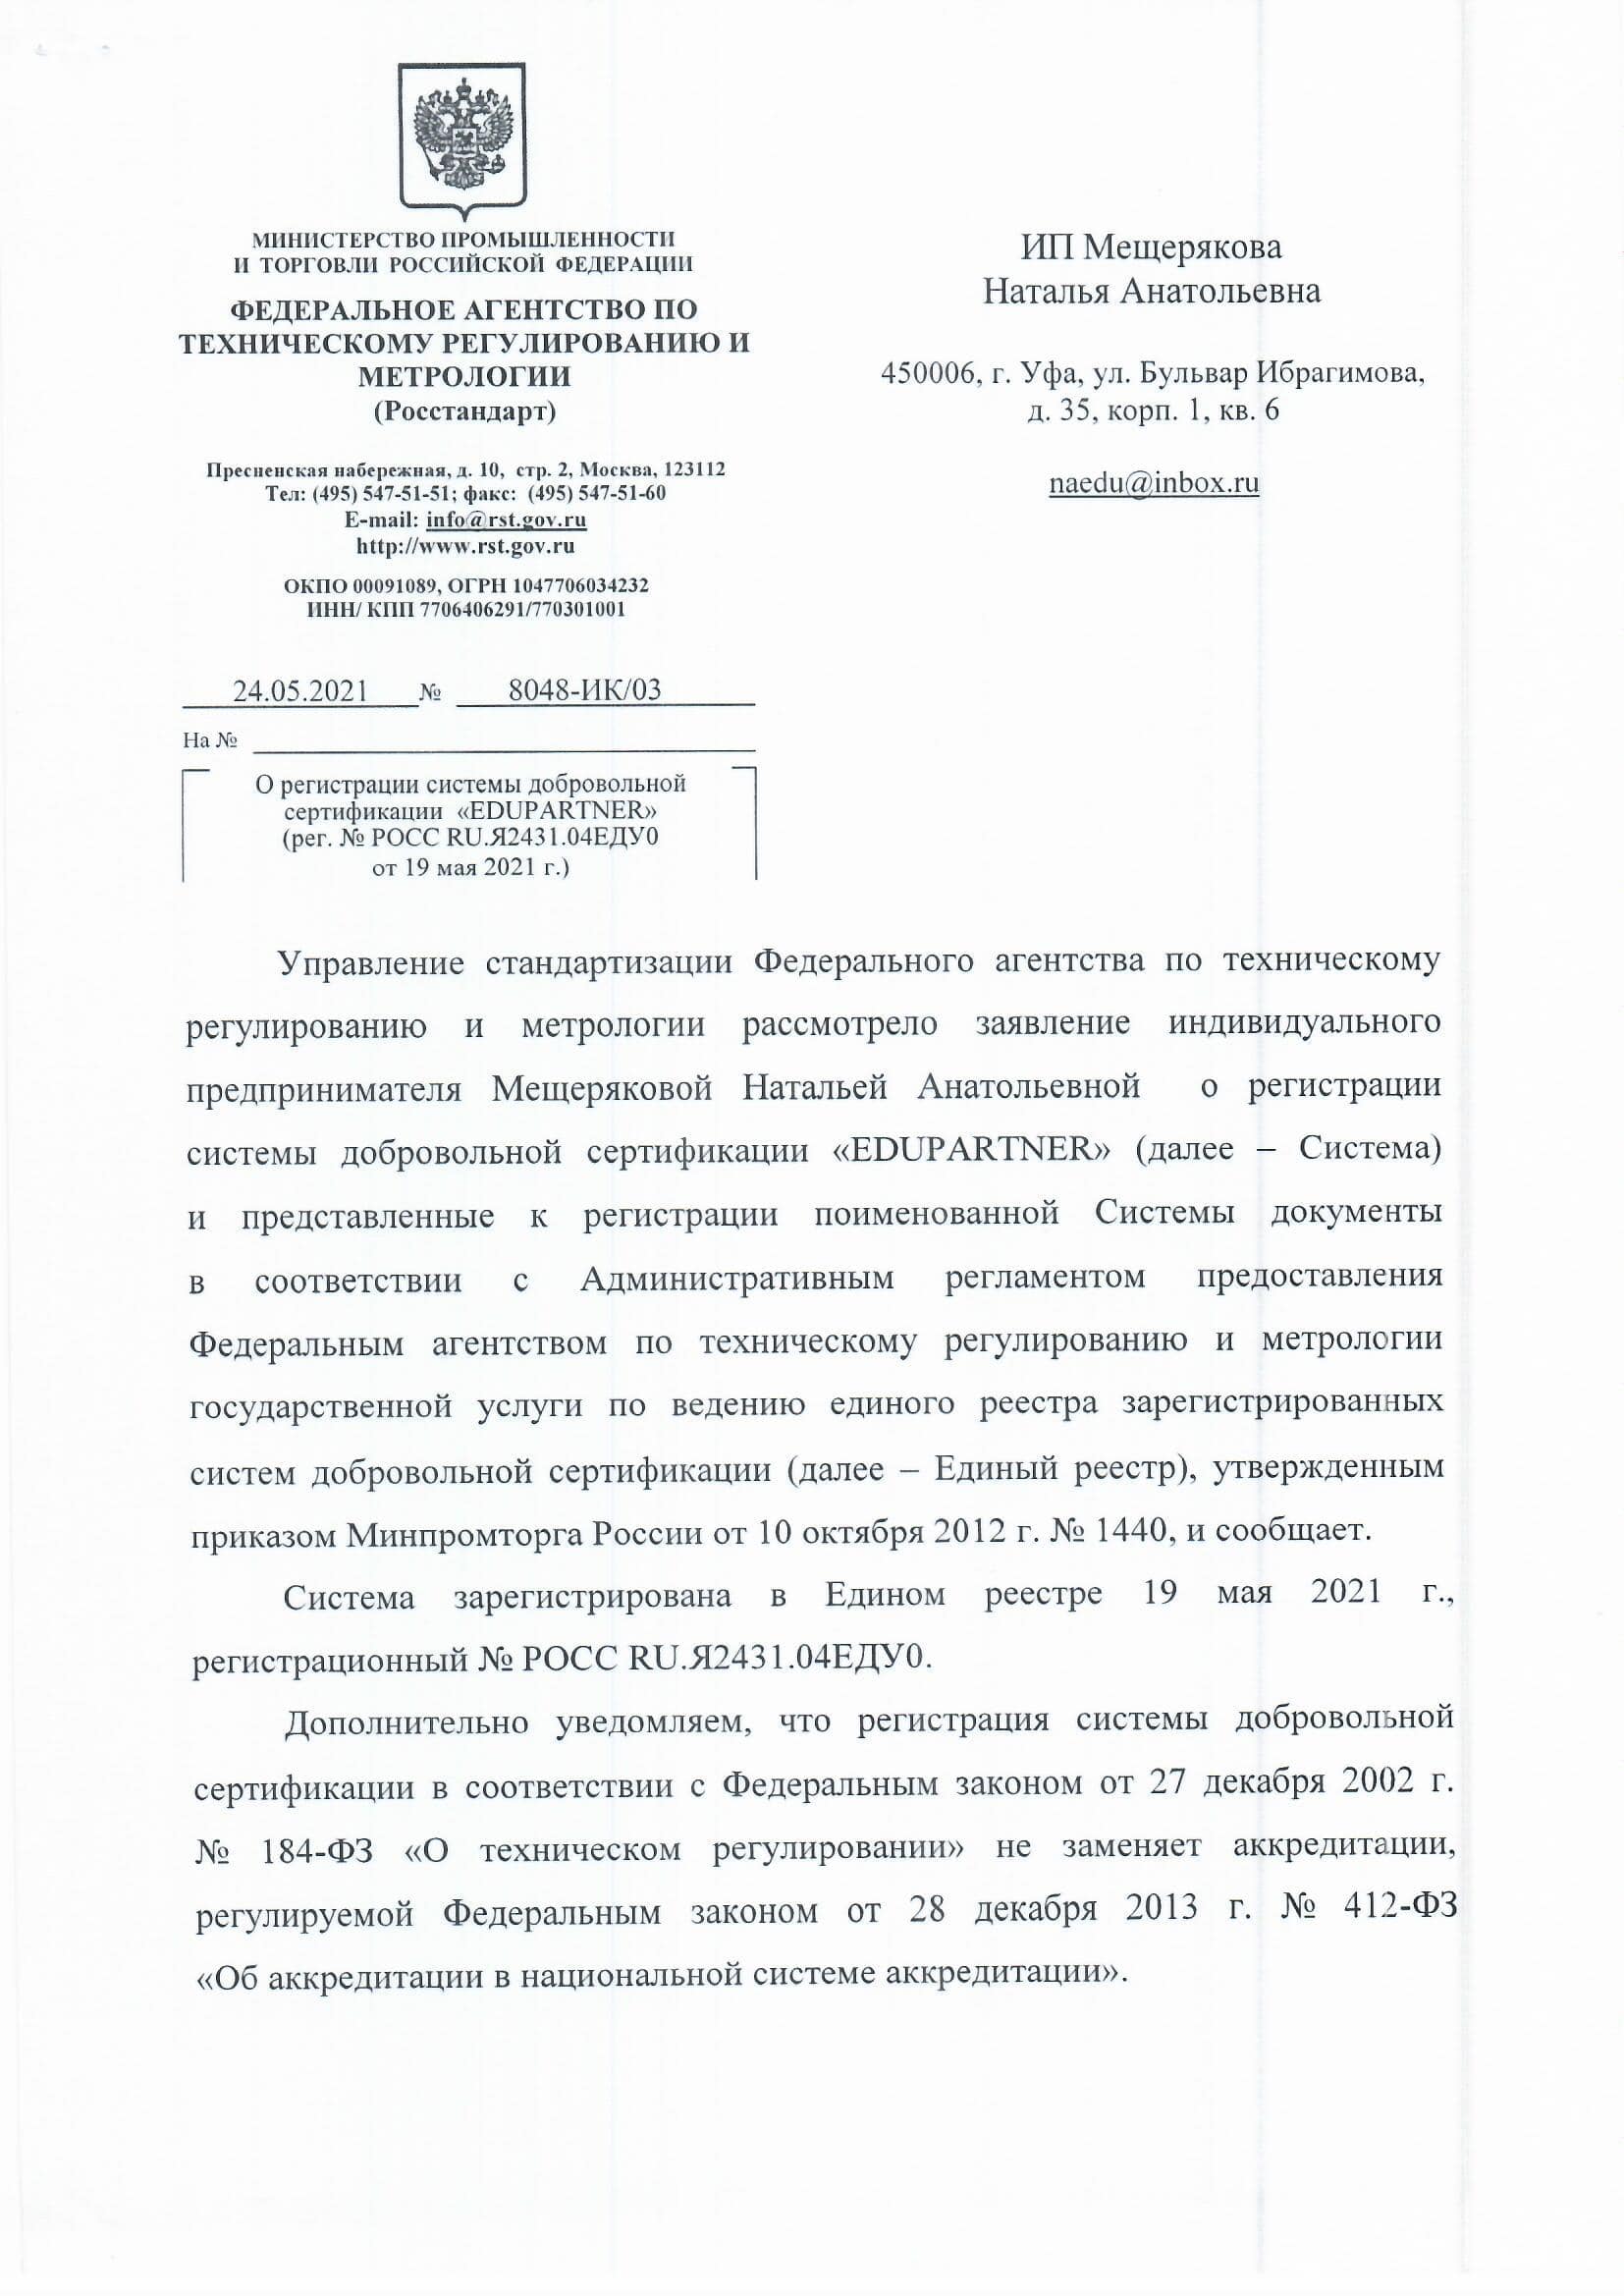 МИНИСТЕРСТВО ПРОМЫШЛЕННОСТИ
И ТОРГОВЛИ РОССИЙСКОЙ ФЕДЕРАЦИИ
ФЕДЕРАЛЬНОЕ АГЕНТСТВО ПО
ТЕХНИЧЕСКОМУ РЕГУЛИРОВАНИЮ И
МЕТРОЛОГИИ
(Росстандарт)
Пресненская набережная, д. 10, стр. 2, Москва, 123112
Тел: (495) 547-51-51; факс: (495) 547-51-60
E-mail: info@rst.gov.ru
http://www.rst.gov.ru
ОКПО 00091089, ОГРН 1047706034232
ИНН/ КПП 7706406291/770301001
24.05.2021 № 8048-ИК/03
На №
О регистрации системы добровольной
сертификации «EDUPARTNER»
(рег. № РОСС RU.Я2431.04ЕДУ0
от 19 мая 2021 г.)
ИП Мещерякова
Наталья Анатольевна
450006, г. Уфа, ул. Бульвар Ибрагимова,
д. 35, корп. 1, кв. 6
naedu@inbox.ru
Управление стандартизации Федерального агентства по техническому
регулированию и метрологии рассмотрело заявление индивидуального
предпринимателя Мещеряковой Натальей Анатольевной о регистрации
системы добровольной сертификации «EDUPARTNER» (далее – Система)
и представленные к регистрации поименованной Системы документы
в соответствии с Административным регламентом предоставления
Федеральным агентством по техническому регулированию и метрологии
государственной услуги по ведению единого реестра зарегистрированных
систем добровольной сертификации (далее – Единый реестр), утвержденным
приказом Минпромторга России от 10 октября 2012 г. № 1440, и сообщает.
Система зарегистрирована в Едином реестре 19 мая 2021 г.,
регистрационный № РОСС RU.Я2431.04ЕДУ0.
Дополнительно уведомляем, что регистрация системы добровольной
сертификации в соответствии с Федеральным законом от 27 декабря 2002 г.
№ 184-ФЗ «О техническом регулировании» не заменяет аккредитации,
регулируемой Федеральным законом от 28 декабря 2013 г. № 412-ФЗ
«Об аккредитации в национальной системе аккредитации».